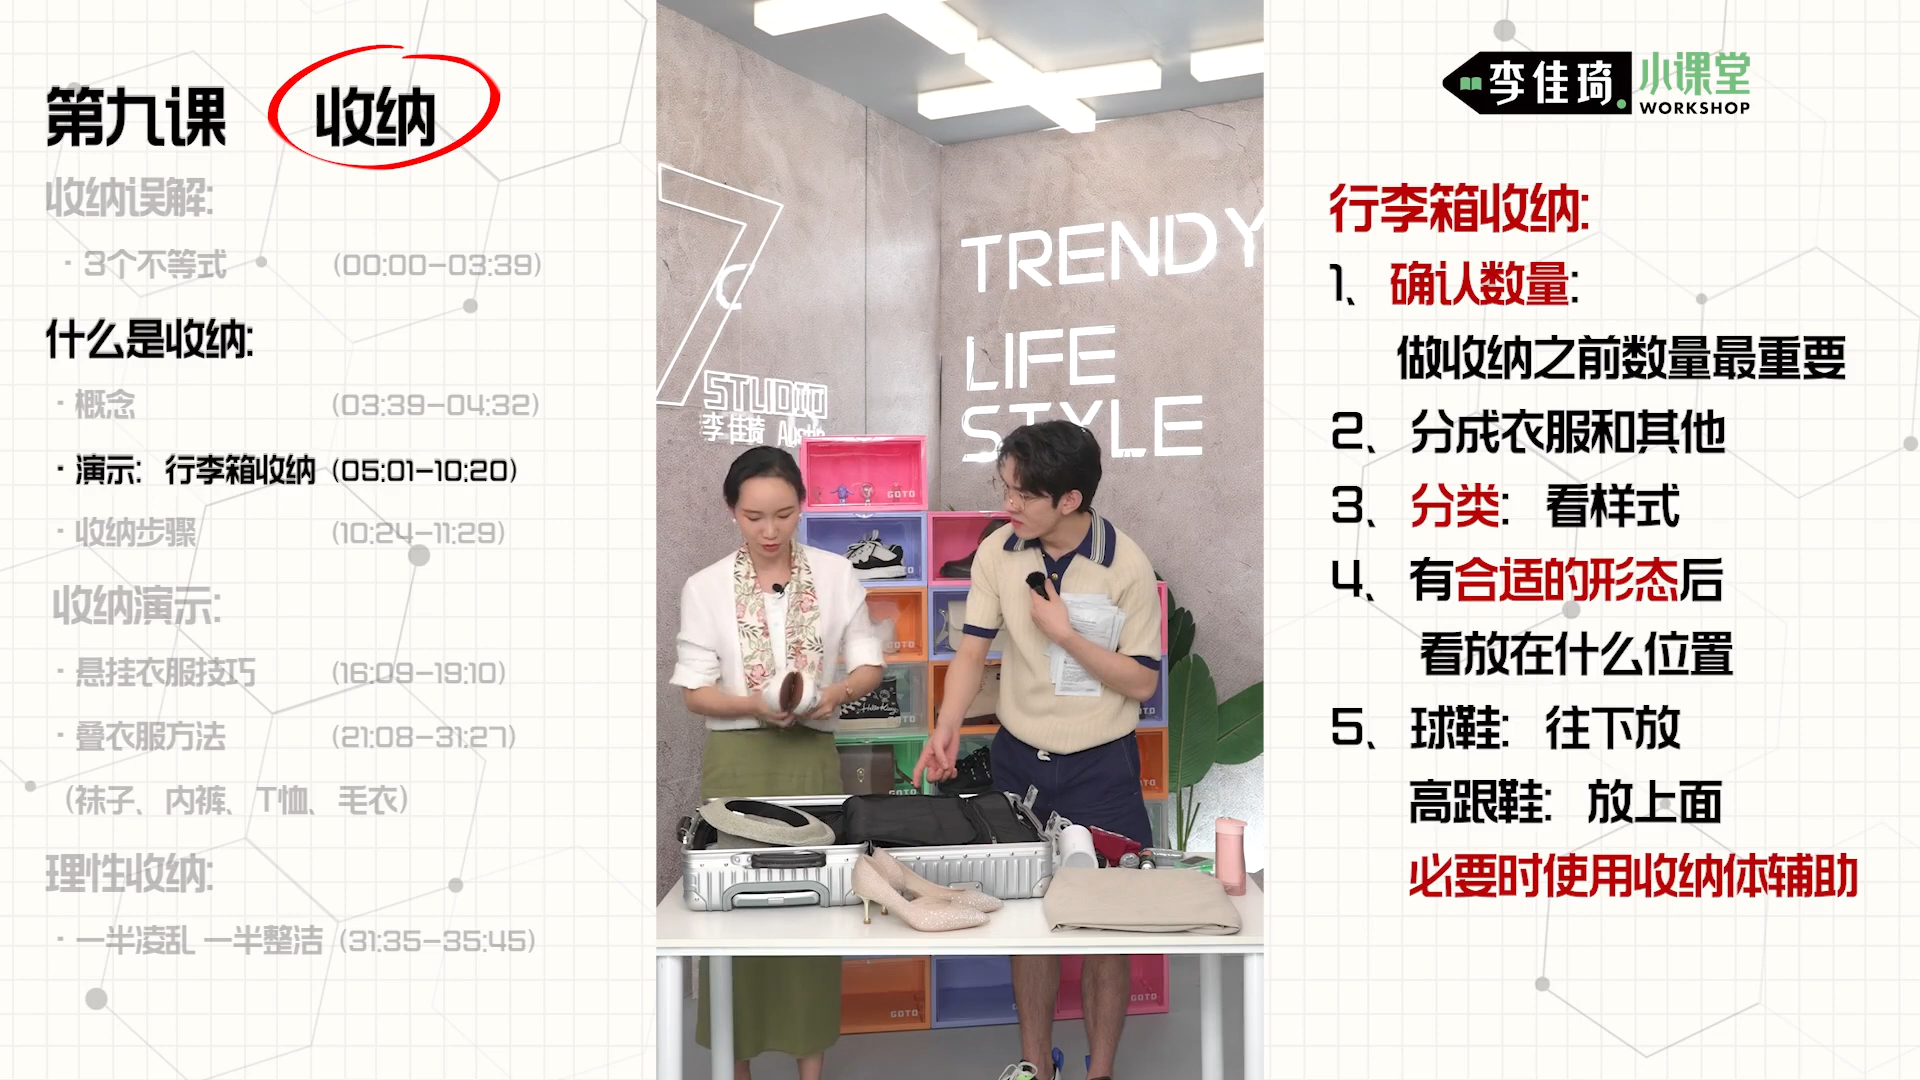 第九课 收纳
收纳误解:
·3个不等式 (00:00-03:39)
什么是收纳:
·概念 (03:39-04:32)
·演示: 行李箱收纳 (05:01-10:20)
·收纳步骤 (10:24-11:29)
收纳演示:
·悬挂衣服技巧 (16:09-19:10)
·叠衣服方法 (21:08-31:27)
(袜子、内裤、T恤、毛衣)
理性收纳:
·一半凌乱 一半整洁 (31:35-35:45)
7
STUDIO
李佳琦
TRENDY
LIFE
STYLE
GOTO
GOTO
GOTO
GOTO
GOTO
GOTO
GOTO
李佳琦 小课堂
WORKSHOP
行李箱收纳:
1、确认数量:
做收纳之前数量最重要
2、分成衣服和其他
3、分类: 看样式
4、有合适的形态后
看放在什么位置
5、球鞋: 往下放
高跟鞋: 放上面
必要时使用收纳体辅助